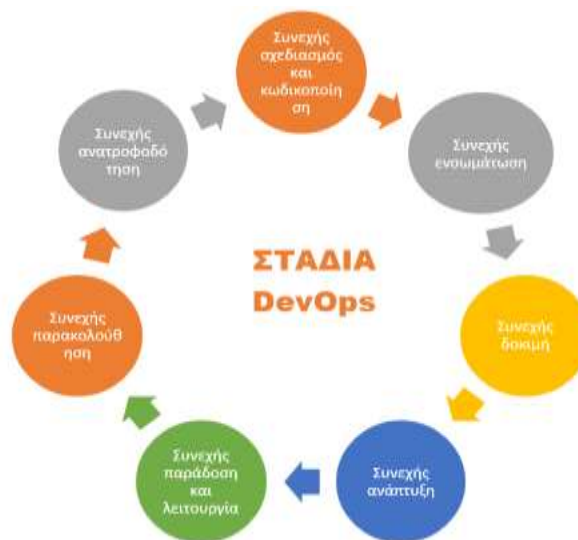 Συνεχής
σχεδιασμός
και
κωδικοποίη
ση
Συνεχής
ενσωμάτωση
Συνεχής
δοκιμή
Συνεχής
ανάπτυξη
Συνεχής
παράδοση
και
λειτουργία
Συνεχής
παρακολούθ
ηση
Συνεχής
ανατροφοδό
τηση
ΣΤΑΔΙΑ
DevOps